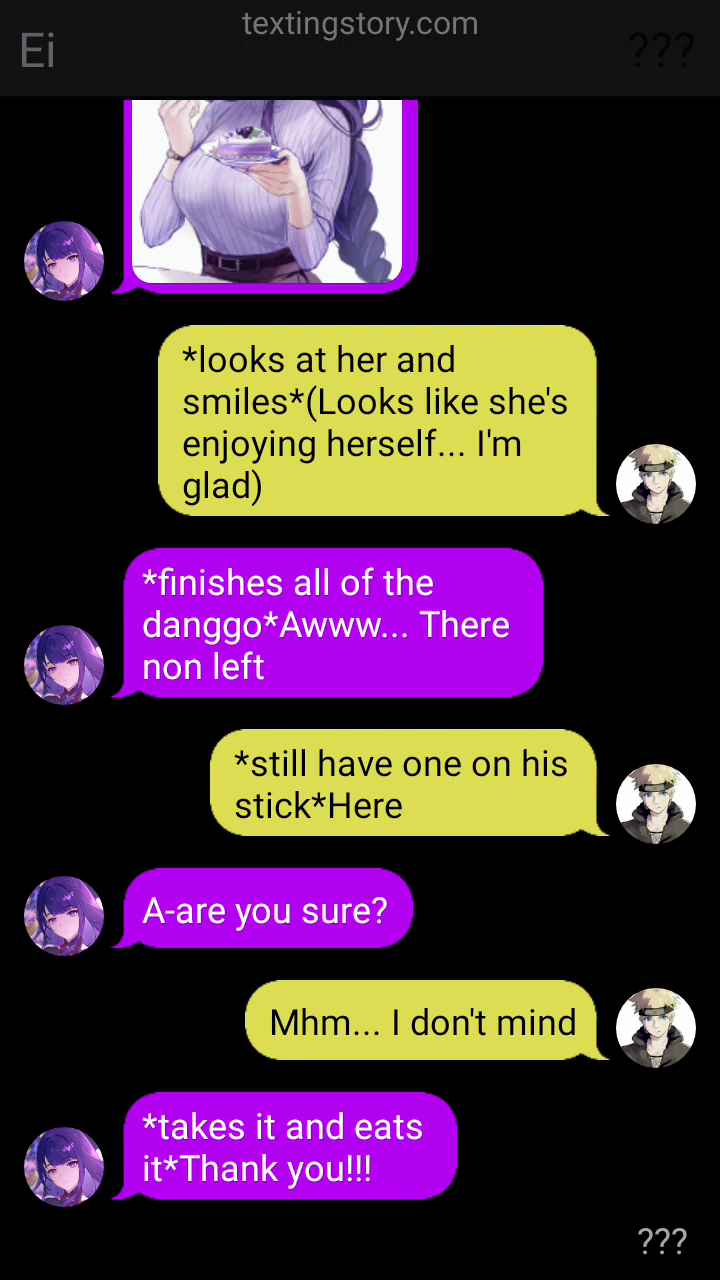 textingstory.com
Ei
???
*looks at her and
smiles*(Looks like she's
enjoying herself... I'm
glad)
*finishes all of the
danggo*Awww... There
non left
*still have one on his
stick*Here
A-are you sure?
Mhm... I don't mind
*takes it and eats
it*Thank you!!!
???